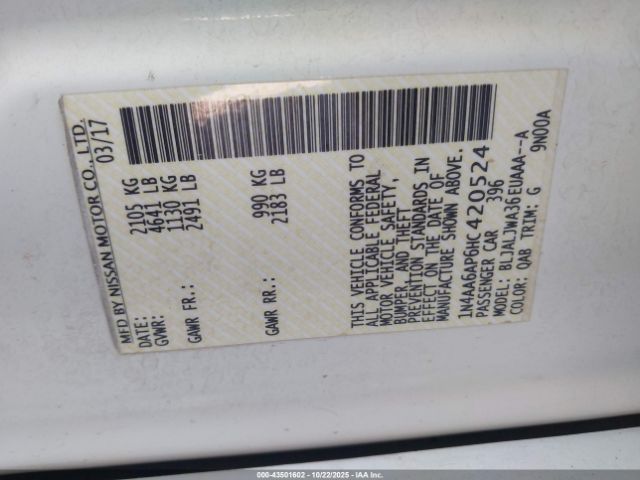 MFD BY NISSAN MOTOR CO., LTD.
DATE: 03/17
GVWR: 2105 KG
4641 LB
GAWR FR.: 1130 KG
2491 LB
GAWR RR.: 990 KG
2183 LB
THIS VEHICLE CONFORMS TO
ALL APPLICABLE FEDERAL
MOTOR VEHICLE SAFETY,
BUMPER, AND THEFT
PREVENTION STANDARDS IN
EFFECT ON THE DATE OF
MANUFACTURE SHOWN ABOVE.
1N4AA6AP6HC420524
PASSENGER CAR 396
MODEL: BLJALJWA36EUAAA--A
COLOR: QAB TRIM: G 9N00A
000-43501602 - 10/22/2025 - IAA Inc.